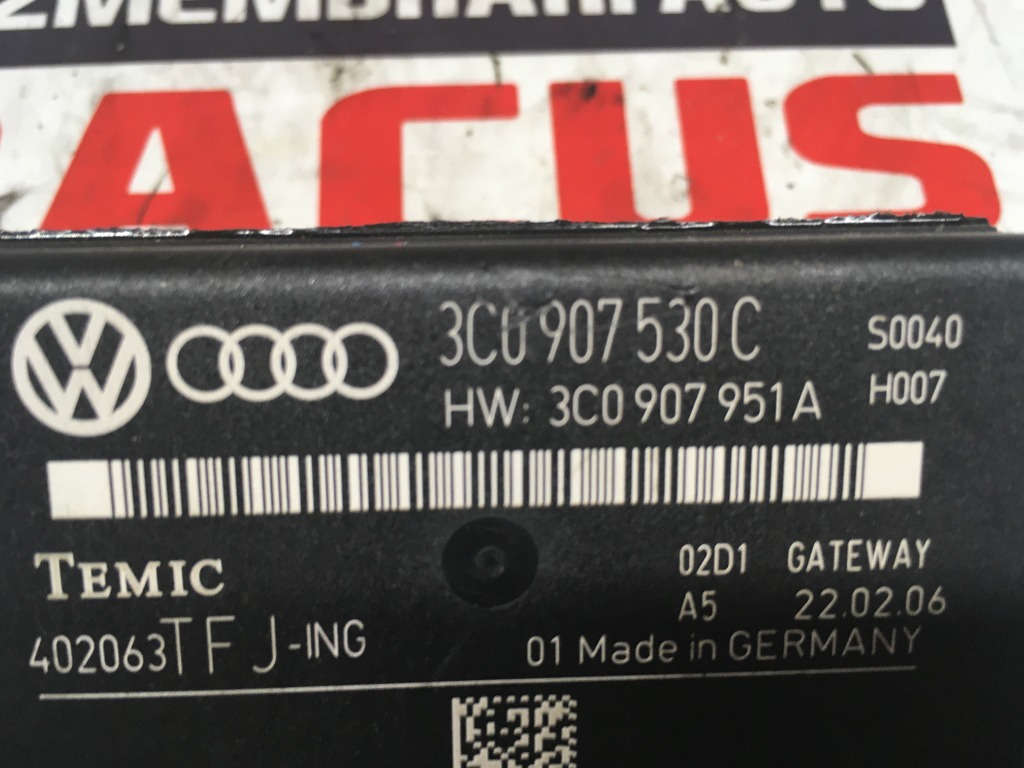 ACUS
3C0 907 530 C
S0040
HW: 3C0 907 951 A
H007
TEMIC
02D1 GATEWAY
A5 22.02.06
402063TFJ-ING
01 Made in GERMANY